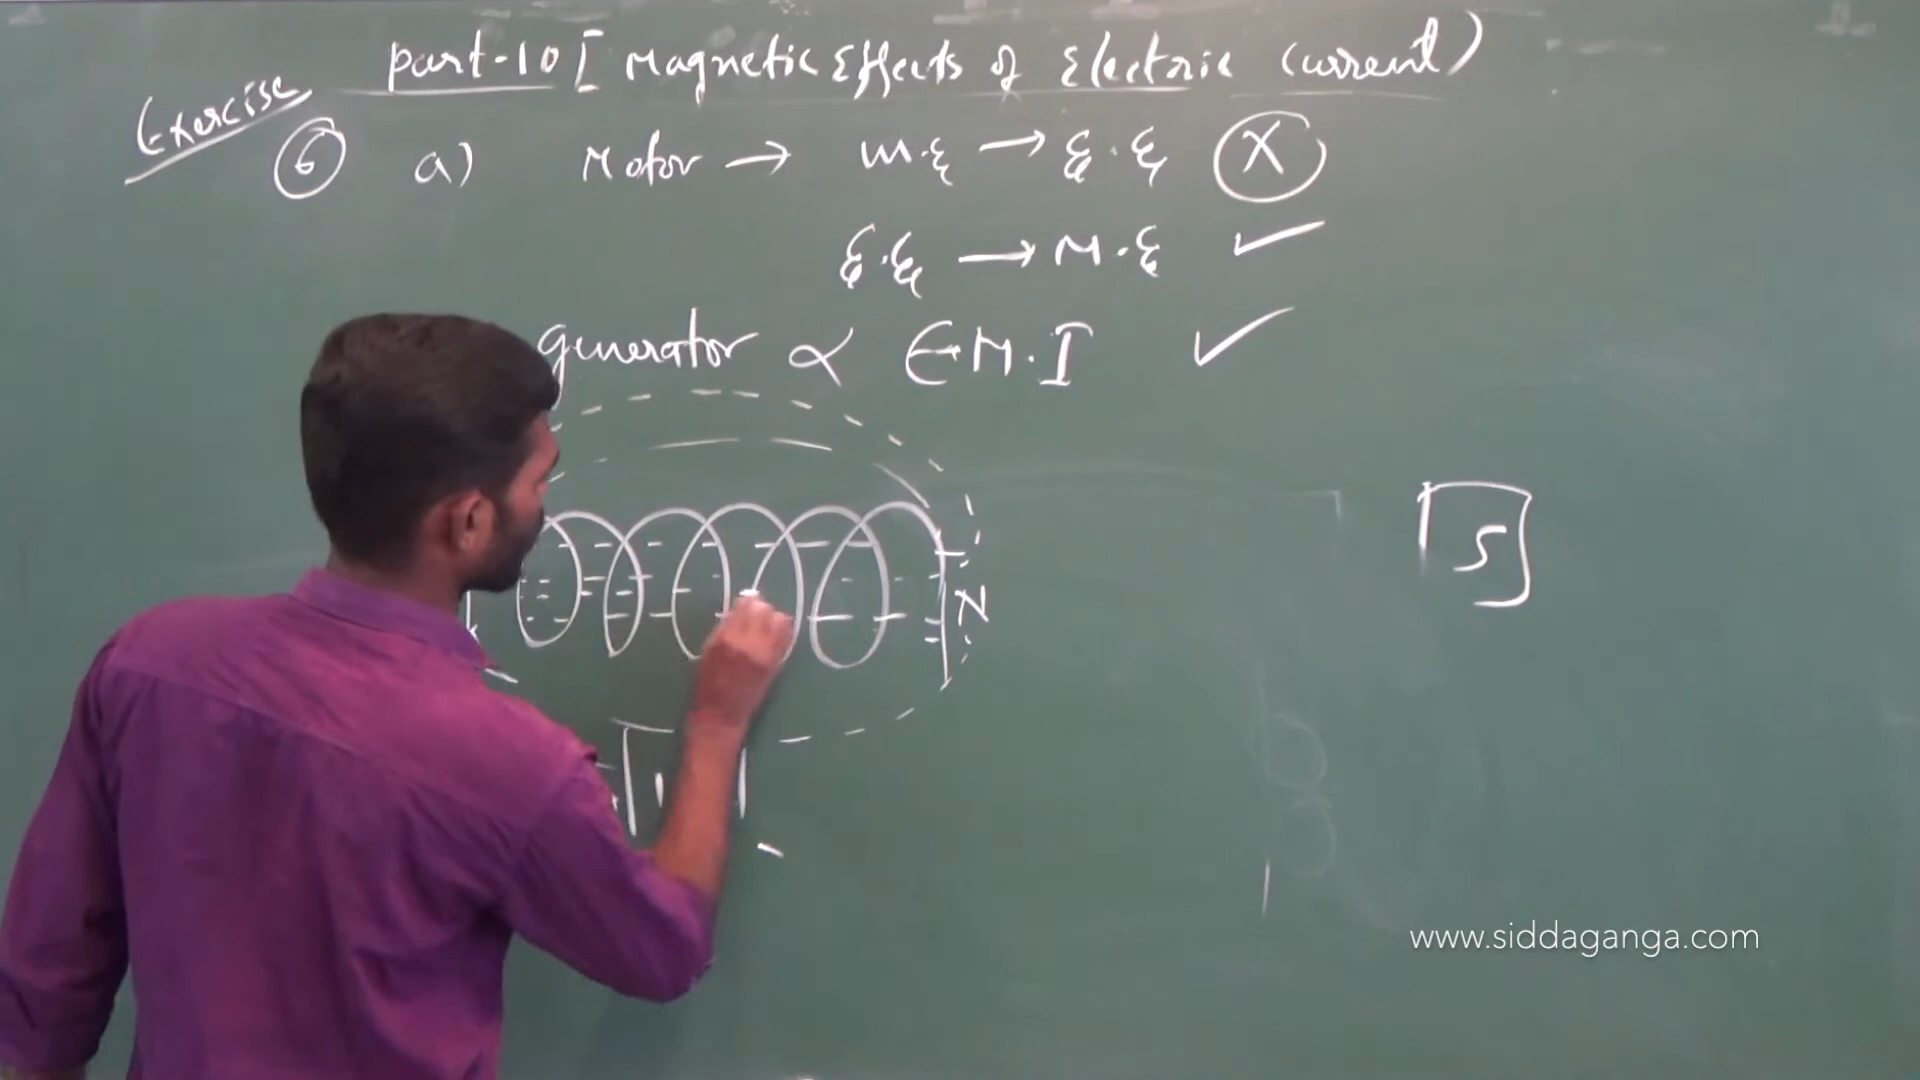 part-10 [Magnetic Effects of Electric Current)
Exercise
6 a) Motor → M.E → E.E X
E.E → M.E ✓
generator ∝ E.M.I ✓
N
S
www.siddaganga.com